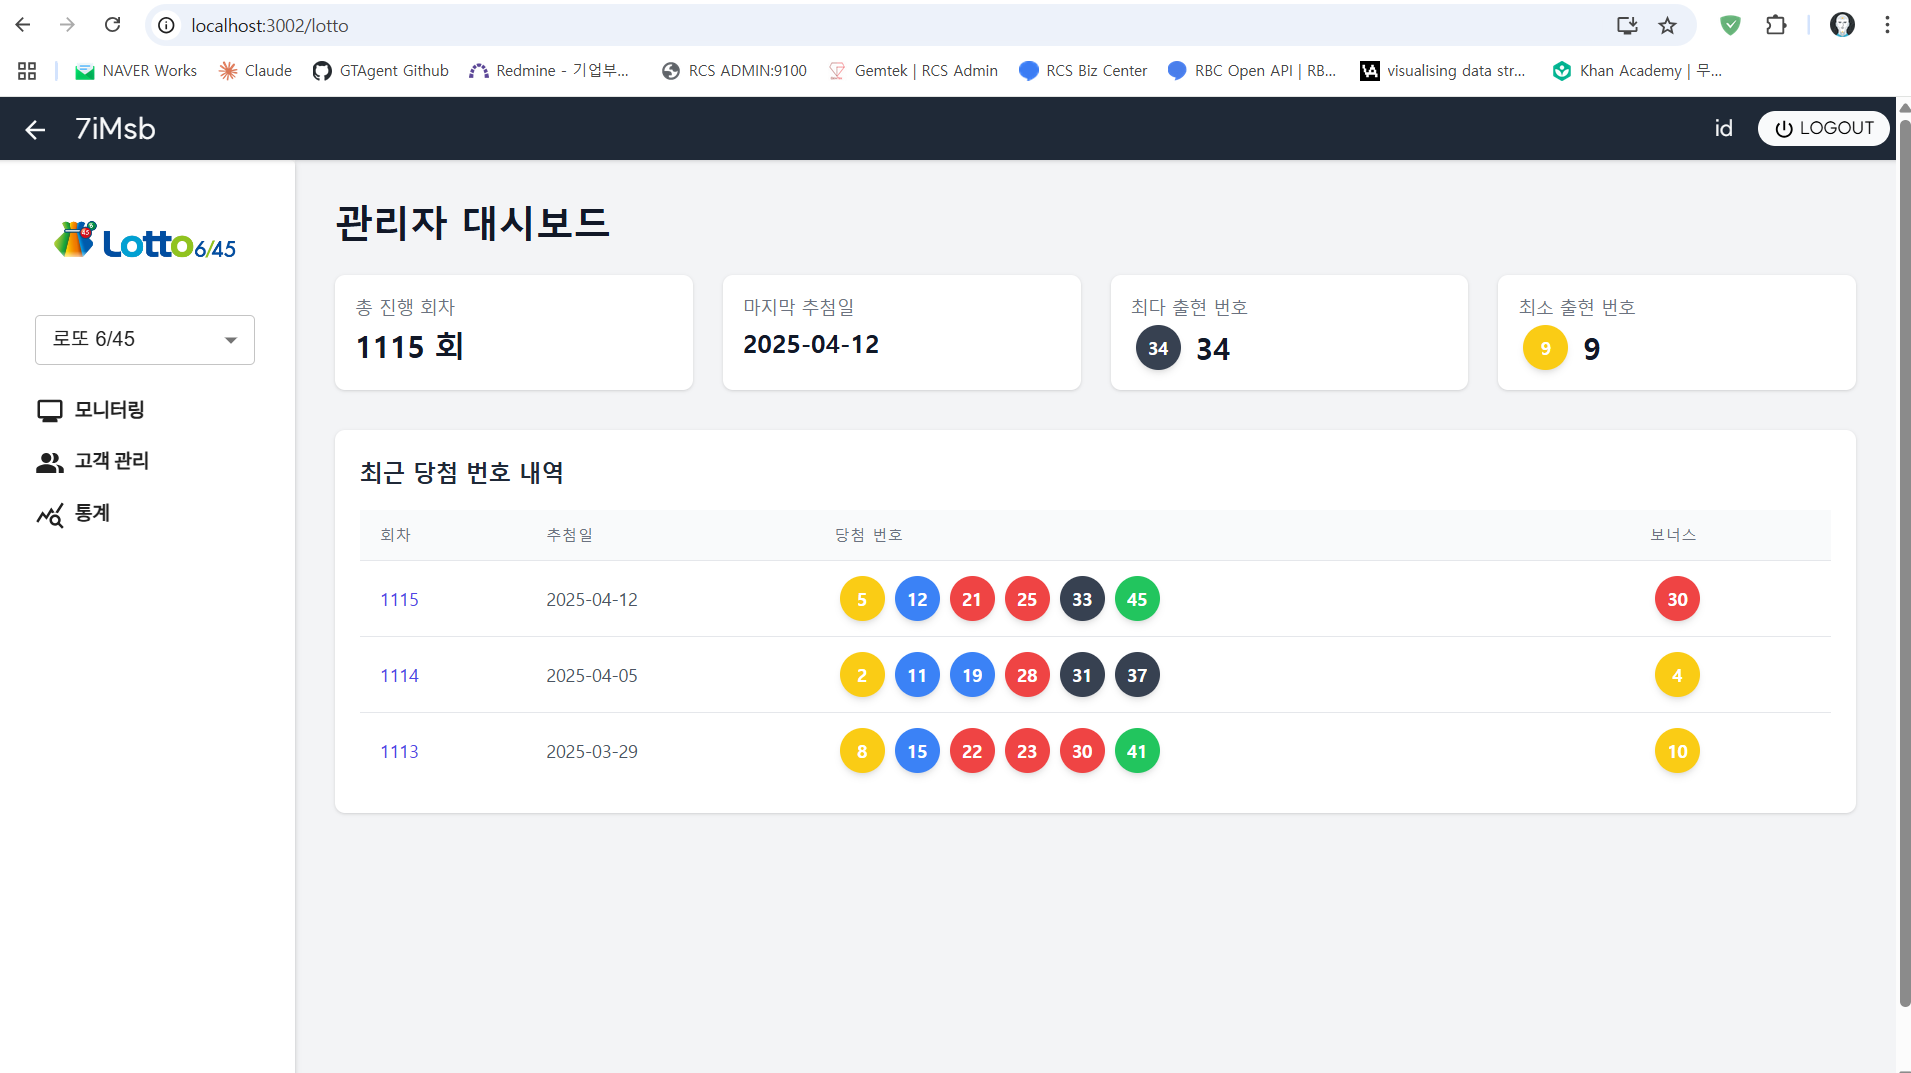 localhost:3002/lotto
NAVER Works
Claude
GTAgent Github
Redmine - 기업부...
RCS ADMIN:9100
Gemtek | RCS Admin
RCS Biz Center
RBC Open API | RB...
visualising data str...
Khan Academy | 무...
7iMsb
id
LOGOUT
Lotto 6/45
로또 6/45
모니터링
고객 관리
통계
관리자 대시보드
총 진행 회차
1115 회
마지막 추첨일
2025-04-12
최다 출현 번호
34 34
최소 출현 번호
9 9
최근 당첨 번호 내역
회차 추첨일 당첨 번호 보너스
1115 2025-04-12 5 12 21 25 33 45 30
1114 2025-04-05 2 11 19 28 31 37 4
1113 2025-03-29 8 15 22 23 30 41 10